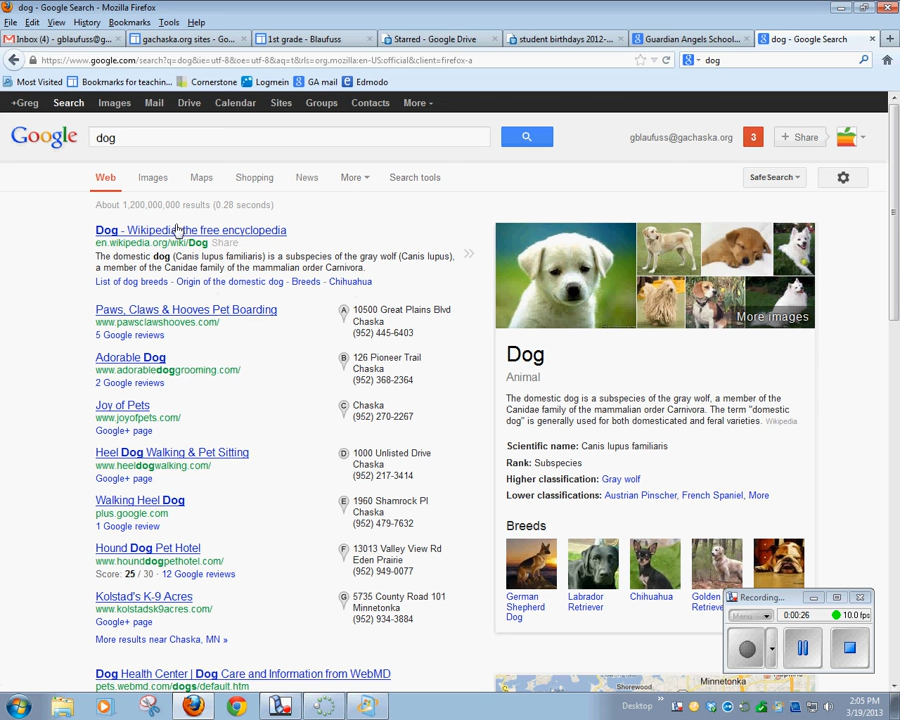 dog - Google Search - Mozilla Firefox
File Edit View History Bookmarks Tools Help
Inbox (4) - gblaufuss@g... gachaska.org sites - Go... 1st grade - Blaufuss Starred - Google Drive student birthdays 2012-... Guardian Angels School... dog - Google Search
www.google.com/search?q=dog&ie=utf-8&oe=utf-8&aq=t&rls=org.mozilla:en-US:official&client=firefox-a
dog
Most Visited Bookmarks for teachin... Cornerstone Logmein GA mail Edmodo
+Greg Search Images Mail Drive Calendar Sites Groups Contacts More
Google dog gblaufuss@gachaska.org 3 + Share
Web Images Maps Shopping News More Search tools SafeSearch
About 1,200,000,000 results (0.28 seconds)
Dog - Wikipedia, the free encyclopedia
en.wikipedia.org/wiki/Dog Share
The domestic dog (Canis lupus familiaris) is a subspecies of the gray wolf (Canis lupus),
a member of the Canidae family of the mammalian order Carnivora.
List of dog breeds - Origin of the domestic dog - Breeds - Chihuahua
Paws, Claws & Hooves Pet Boarding
www.pawsclawshooves.com/
5 Google reviews
A 10500 Great Plains Blvd
Chaska
(952) 445-6403
Adorable Dog
www.adorabledoggrooming.com/
2 Google reviews
B 126 Pioneer Trail
Chaska
(952) 368-2364
Joy of Pets
www.joyofpets.com/
Google+ page
C Chaska
(952) 270-2267
Heel Dog Walking & Pet Sitting
www.heeldogwalking.com/
Google+ page
D 1000 Unlisted Drive
Chaska
(952) 217-3414
Walking Heel Dog
plus.google.com
1 Google review
E 1960 Shamrock Pl
Chaska
(952) 479-7632
Hound Dog Pet Hotel
www.hounddogpethotel.com/
Score: 25 / 30 - 12 Google reviews
F 13013 Valley View Rd
Eden Prairie
(952) 949-0077
Kolstad's K-9 Acres
www.kolstadsk9acres.com/
Google+ page
G 5735 County Road 101
Minnetonka
(952) 934-3884
More results near Chaska, MN »
Dog Health Center | Dog Care and Information from WebMD
pets.webmd.com/dogs/default.htm
More images
Dog
Animal
The domestic dog is a subspecies of the gray wolf, a member of the
Canidae family of the mammalian order Carnivora. The term "domestic
dog" is generally used for both domesticated and feral varieties. Wikipedia
Scientific name: Canis lupus familiaris
Rank: Subspecies
Higher classification: Gray wolf
Lower classifications: Austrian Pinscher, French Spaniel, More
Breeds
German
Shepherd
Dog
Labrador
Retriever
Chihuahua
Golden
Retrieve
Recording...
Menu 0:00:26 10.0 fps
Shorewood
Minnetonka
Desktop 2:05 PM
3/19/2013